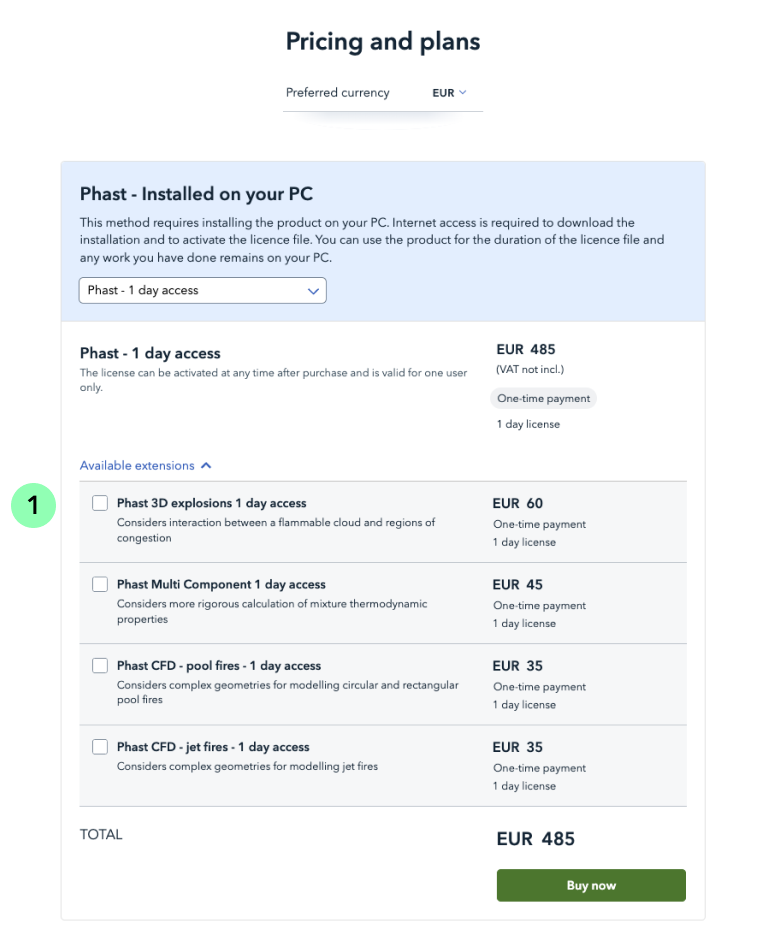 Pricing and plans
Preferred currency EUR
Phast - Installed on your PC
This method requires installing the product on your PC. Internet access is required to download the
installation and to activate the licence file. You can use the product for the duration of the licence file and
any work you have done remains on your PC.
Phast - 1 day access
Phast - 1 day access
The license can be activated at any time after purchase and is valid for one user
only.
EUR 485
(VAT not incl.)
One-time payment
1 day license
Available extensions
1
Phast 3D explosions 1 day access
Considers interaction between a flammable cloud and regions of
congestion
EUR 60
One-time payment
1 day license
Phast Multi Component 1 day access
Considers more rigorous calculation of mixture thermodynamic
properties
EUR 45
One-time payment
1 day license
Phast CFD - pool fires - 1 day access
Considers complex geometries for modelling circular and rectangular
pool fires
EUR 35
One-time payment
1 day license
Phast CFD - jet fires - 1 day access
Considers complex geometries for modelling jet fires
EUR 35
One-time payment
1 day license
TOTAL
EUR 485
Buy now